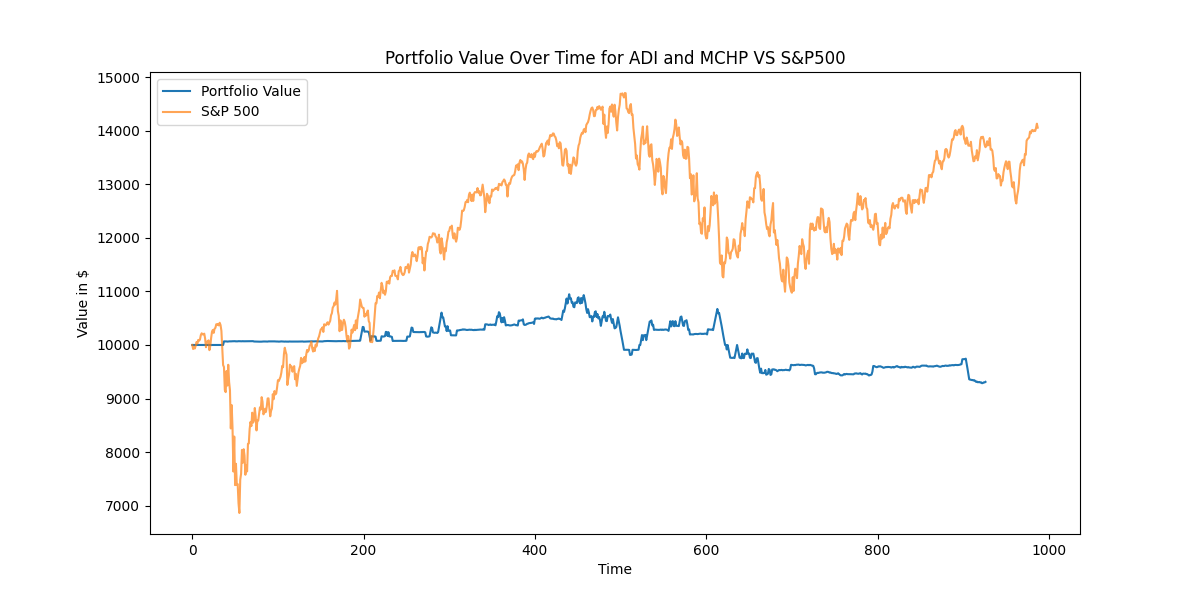 Portfolio Value Over Time for ADI and MCHP VS S&P500
Portfolio Value
S&P 500
Value in $
15000
14000
13000
12000
11000
10000
9000
8000
7000
0 200 400 600 800 1000
Time